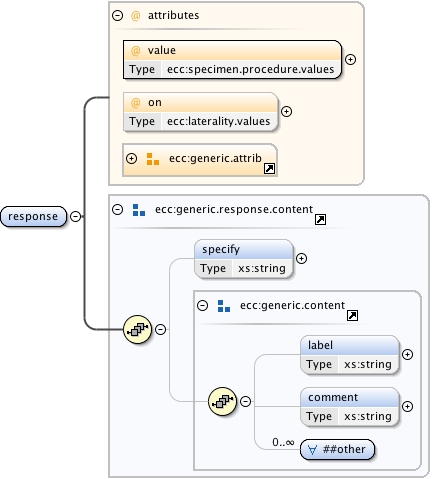 @ attributes
@ value
Type ecc:specimen.procedure.values
@ on
Type ecc:laterality.values
ecc:generic.attrib
response
ecc:generic.response.content
specify
Type xs:string
ecc:generic.content
label
Type xs:string
comment
Type xs:string
0..∞
∀ ##other